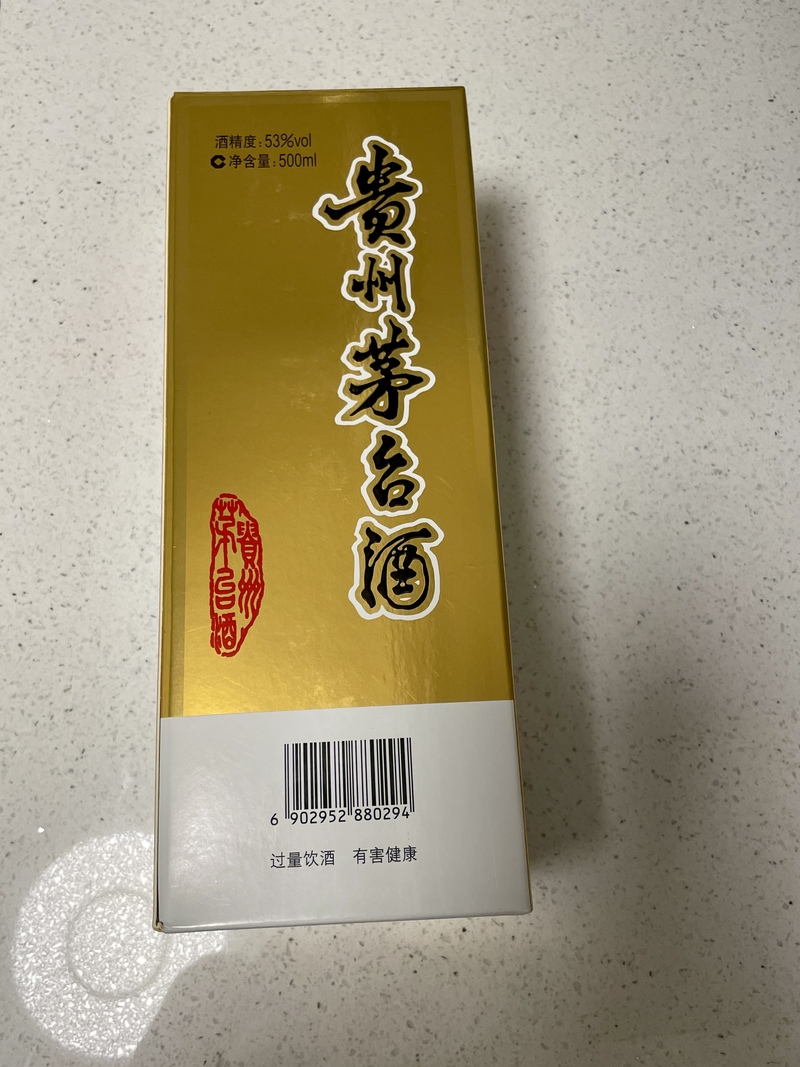 酒精度:53%vol
净含量:500ml
贵州茅台酒
貴州
茅台酒
6 902952 880294
过量饮酒 有害健康